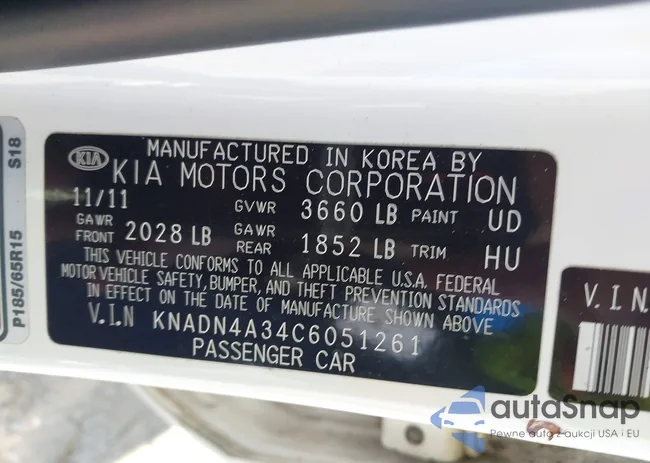 KIA
MANUFACTURED IN KOREA BY
KIA MOTORS CORPORATION
11/11 GVWR 3660 LB PAINT UD
GAWR FRONT 2028 LB GAWR REAR 1852 LB TRIM HU
THIS VEHICLE CONFORMS TO ALL APPLICABLE U.S.A. FEDERAL
MOTOR VEHICLE SAFETY, BUMPER, AND THEFT PREVENTION STANDARDS
IN EFFECT ON THE DATE OF MANUFACTURE SHOWN ABOVE.
V.I.N KNADN4A34C6051261
PASSENGER CAR
P185/65R15 S18
V.I.N.
autoSnap
Pewne auto z aukcji USA i EU